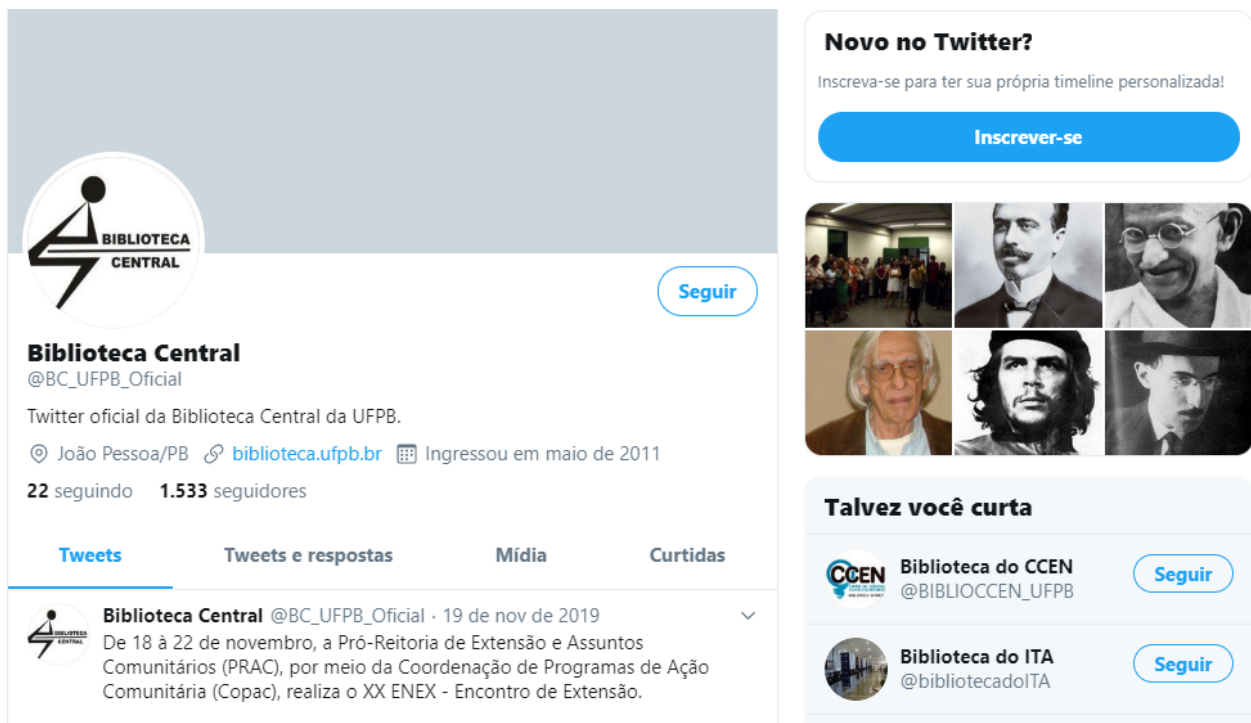 BIBLIOTECA
CENTRAL
Seguir
Biblioteca Central
@BC_UFPB_Oficial
Twitter oficial da Biblioteca Central da UFPB.
João Pessoa/PB biblioteca.ufpb.br Ingressou em maio de 2011
22 seguindo 1.533 seguidores
Tweets Tweets e respostas Mídia Curtidas
BIBLIOTECA
CENTRAL
Biblioteca Central @BC_UFPB_Oficial · 19 de nov de 2019
De 18 à 22 de novembro, a Pró-Reitoria de Extensão e Assuntos
Comunitários (PRAC), por meio da Coordenação de Programas de Ação
Comunitária (Copac), realiza o XX ENEX - Encontro de Extensão.
Novo no Twitter?
Inscreva-se para ter sua própria timeline personalizada!
Inscrever-se
Talvez você curta
CCEN
Biblioteca do CCEN
@BIBLIOCCEN_UFPB
Seguir
Biblioteca do ITA
@bibliotecadoITA
Seguir